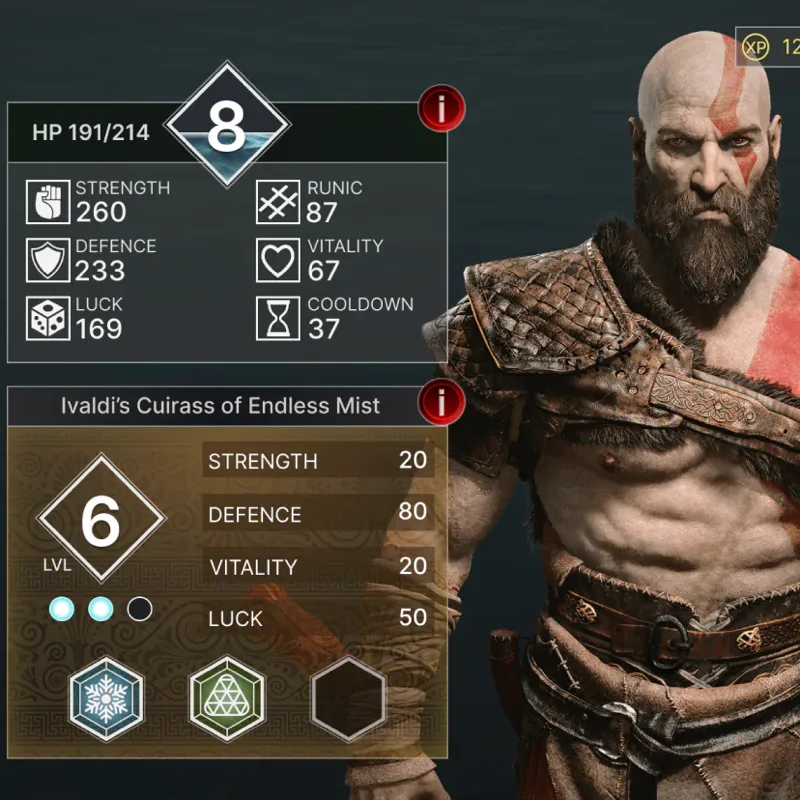 XP 12
HP 191/214
8
i
STRENGTH
260
RUNIC
87
DEFENCE
233
VITALITY
67
LUCK
169
COOLDOWN
37
Ivaldi's Cuirass of Endless Mist
i
6
LVL
STRENGTH 20
DEFENCE 80
VITALITY 20
LUCK 50